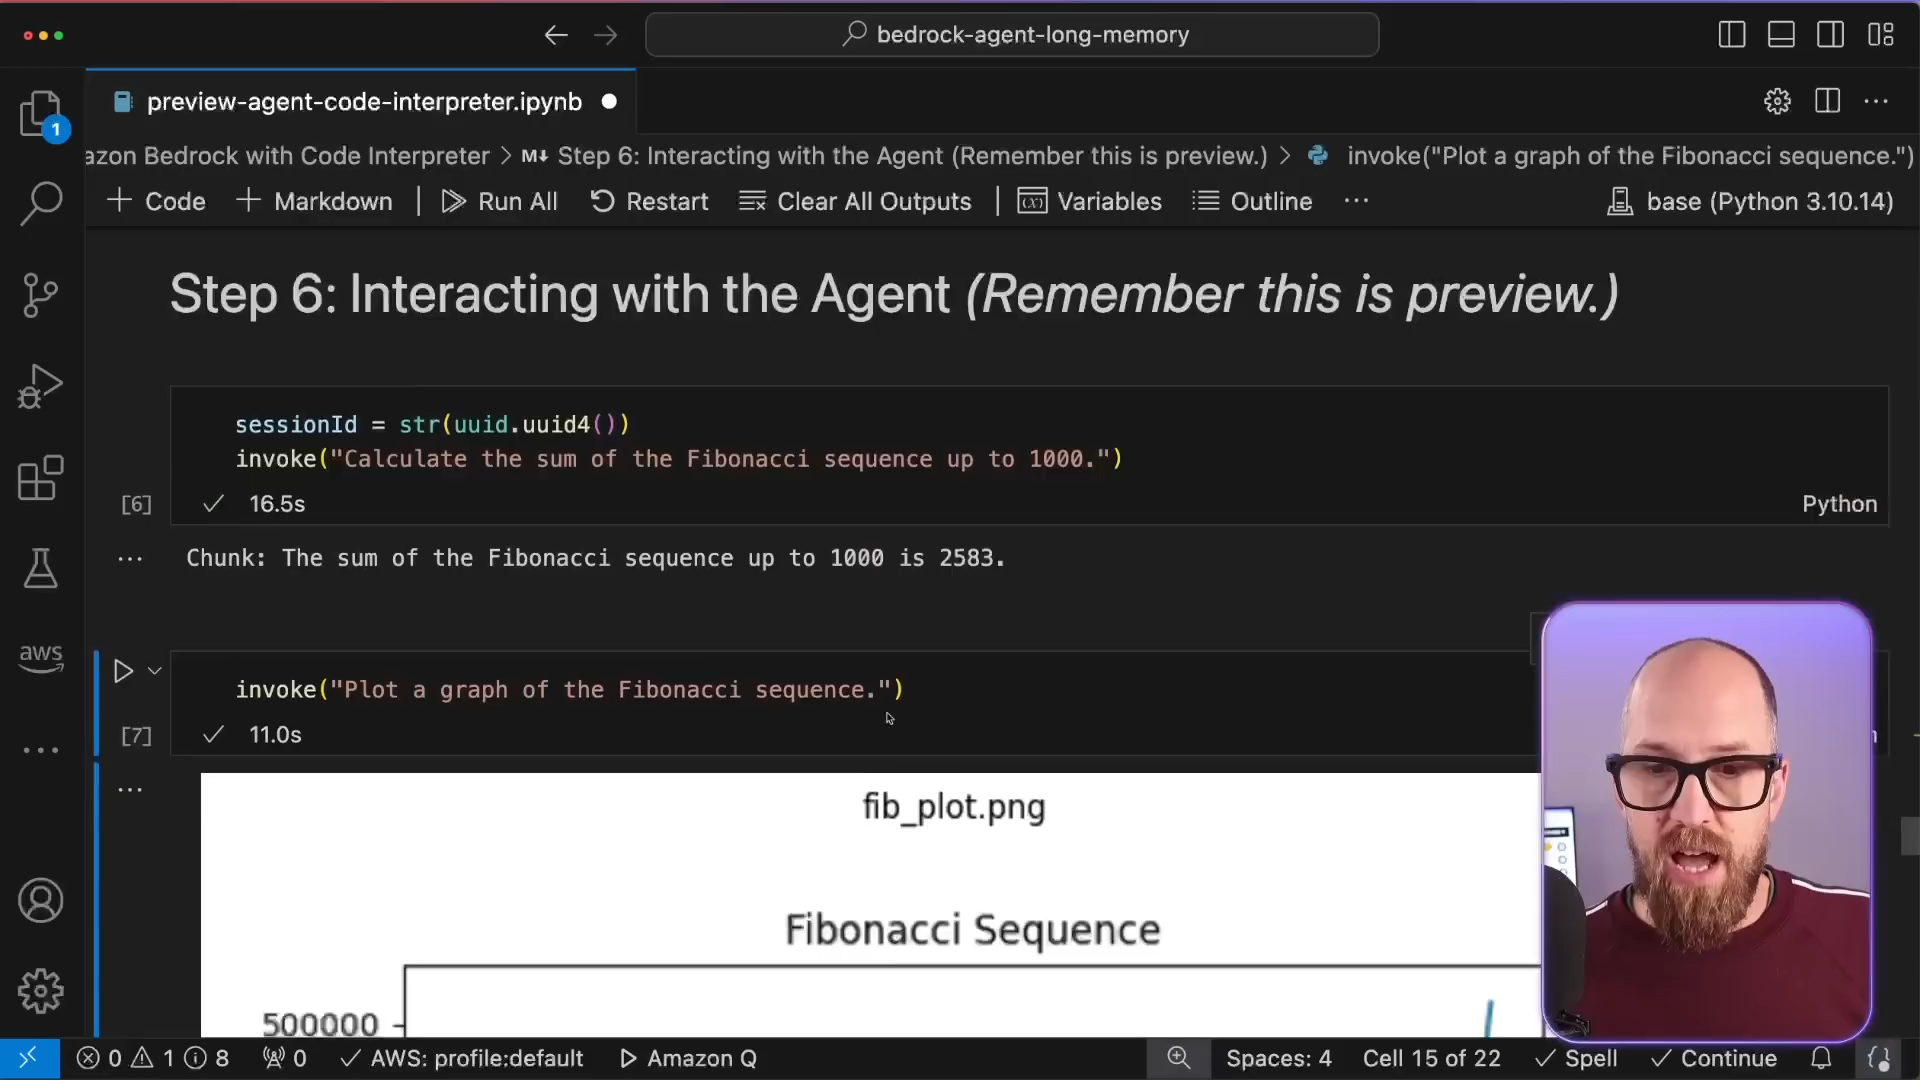 bedrock-agent-long-memory
1
preview-agent-code-interpreter.ipynb
azon Bedrock with Code Interpreter > M↓ Step 6: Interacting with the Agent (Remember this is preview.) > invoke("Plot a graph of the Fibonacci sequence.")
+ Code + Markdown | Run All Restart Clear All Outputs | Variables Outline ··· base (Python 3.10.14)
Step 6: Interacting with the Agent (Remember this is preview.)
sessionId = str(uuid.uuid4())
invoke("Calculate the sum of the Fibonacci sequence up to 1000.")
[6] ✓ 16.5s Python
··· Chunk: The sum of the Fibonacci sequence up to 1000 is 2583.
aws
invoke("Plot a graph of the Fibonacci sequence.")
[7] ✓ 11.0s
fib_plot.png
Fibonacci Sequence
500000
0 1 8 0 ✓ AWS: profile:default Amazon Q Spaces: 4 Cell 15 of 22 ✓ Spell ✓ Continue